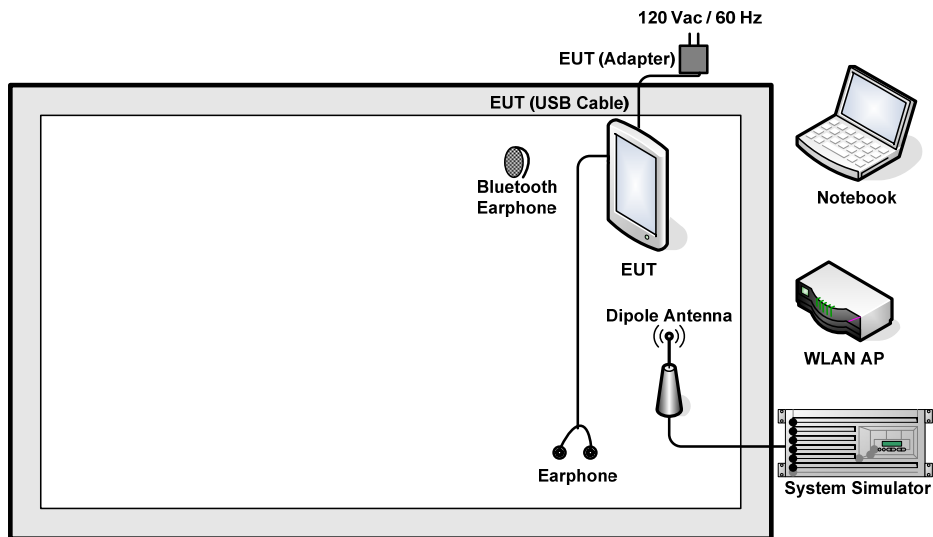 120 Vac / 60 Hz
EUT (Adapter)
EUT (USB Cable)
Bluetooth
Earphone
Notebook
EUT
Dipole Antenna
WLAN AP
Earphone
System Simulator